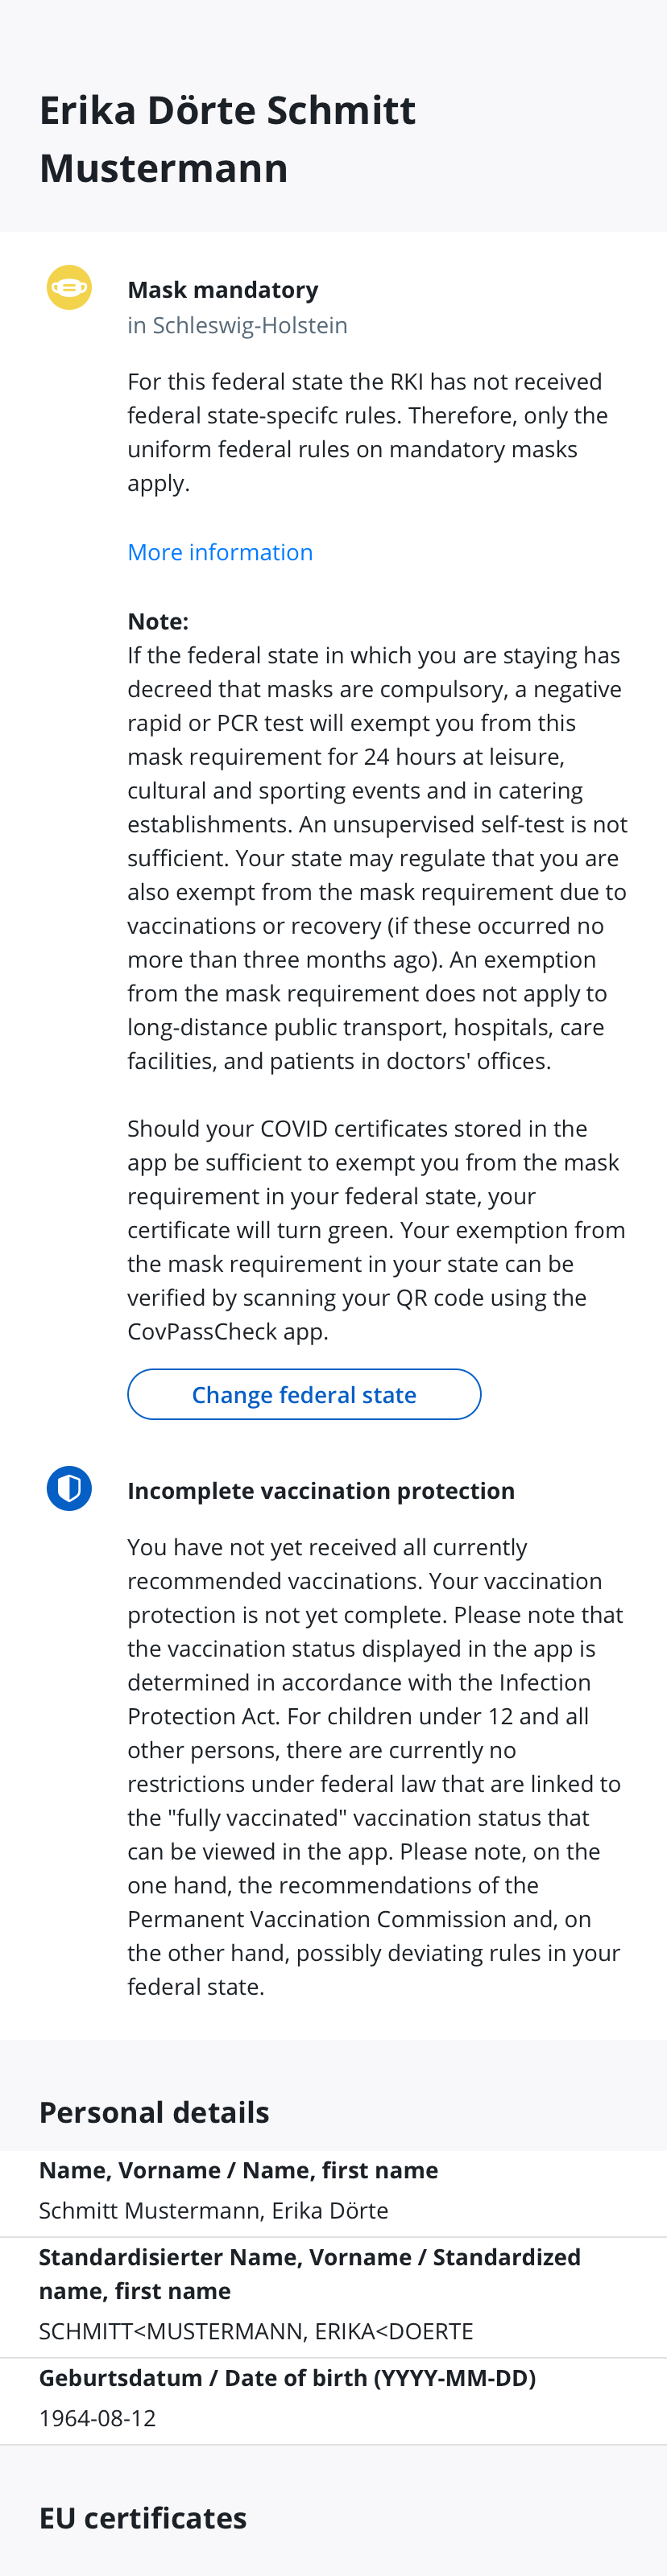 Erika Dörte Schmitt
Mustermann
Mask mandatory
in Schleswig-Holstein
For this federal state the RKI has not received
federal state-specifc rules. Therefore, only the
uniform federal rules on mandatory masks
apply.
More information
Note:
If the federal state in which you are staying has
decreed that masks are compulsory, a negative
rapid or PCR test will exempt you from this
mask requirement for 24 hours at leisure,
cultural and sporting events and in catering
establishments. An unsupervised self-test is not
sufficient. Your state may regulate that you are
also exempt from the mask requirement due to
vaccinations or recovery (if these occurred no
more than three months ago). An exemption
from the mask requirement does not apply to
long-distance public transport, hospitals, care
facilities, and patients in doctors' offices.
Should your COVID certificates stored in the
app be sufficient to exempt you from the mask
requirement in your federal state, your
certificate will turn green. Your exemption from
the mask requirement in your state can be
verified by scanning your QR code using the
CovPassCheck app.
Change federal state
Incomplete vaccination protection
You have not yet received all currently
recommended vaccinations. Your vaccination
protection is not yet complete. Please note that
the vaccination status displayed in the app is
determined in accordance with the Infection
Protection Act. For children under 12 and all
other persons, there are currently no
restrictions under federal law that are linked to
the "fully vaccinated" vaccination status that
can be viewed in the app. Please note, on the
one hand, the recommendations of the
Permanent Vaccination Commission and, on
the other hand, possibly deviating rules in your
federal state.
Personal details
Name, Vorname / Name, first name
Schmitt Mustermann, Erika Dörte
Standardisierter Name, Vorname / Standardized
name, first name
SCHMITT<MUSTERMANN, ERIKA<DOERTE
Geburtsdatum / Date of birth (YYYY-MM-DD)
1964-08-12
EU certificates